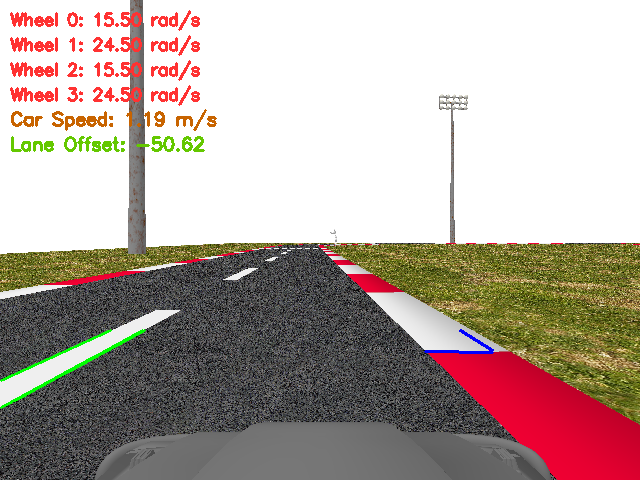 Wheel 0: 15.50 rad/s
Wheel 1: 24.50 rad/s
Wheel 2: 15.50 rad/s
Wheel 3: 24.50 rad/s
Car Speed: 1.19 m/s
Lane Offset: -50.62